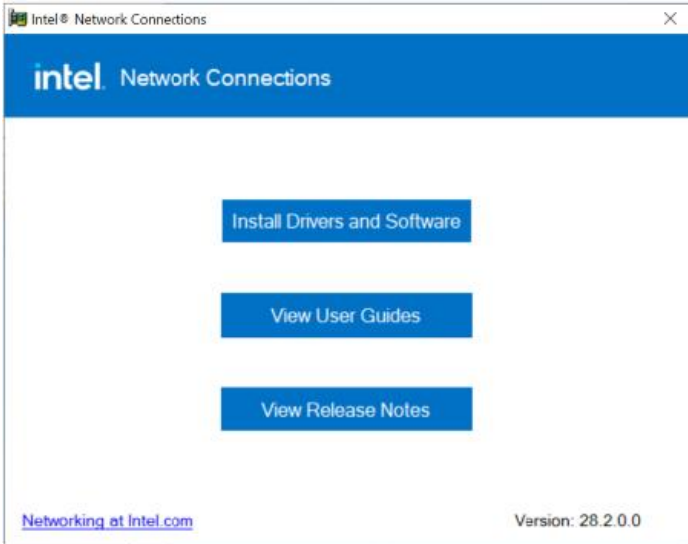 Intel® Network Connections
intel. Network Connections
Install Drivers and Software
View User Guides
View Release Notes
Networking at Intel.com
Version: 28.2.0.0